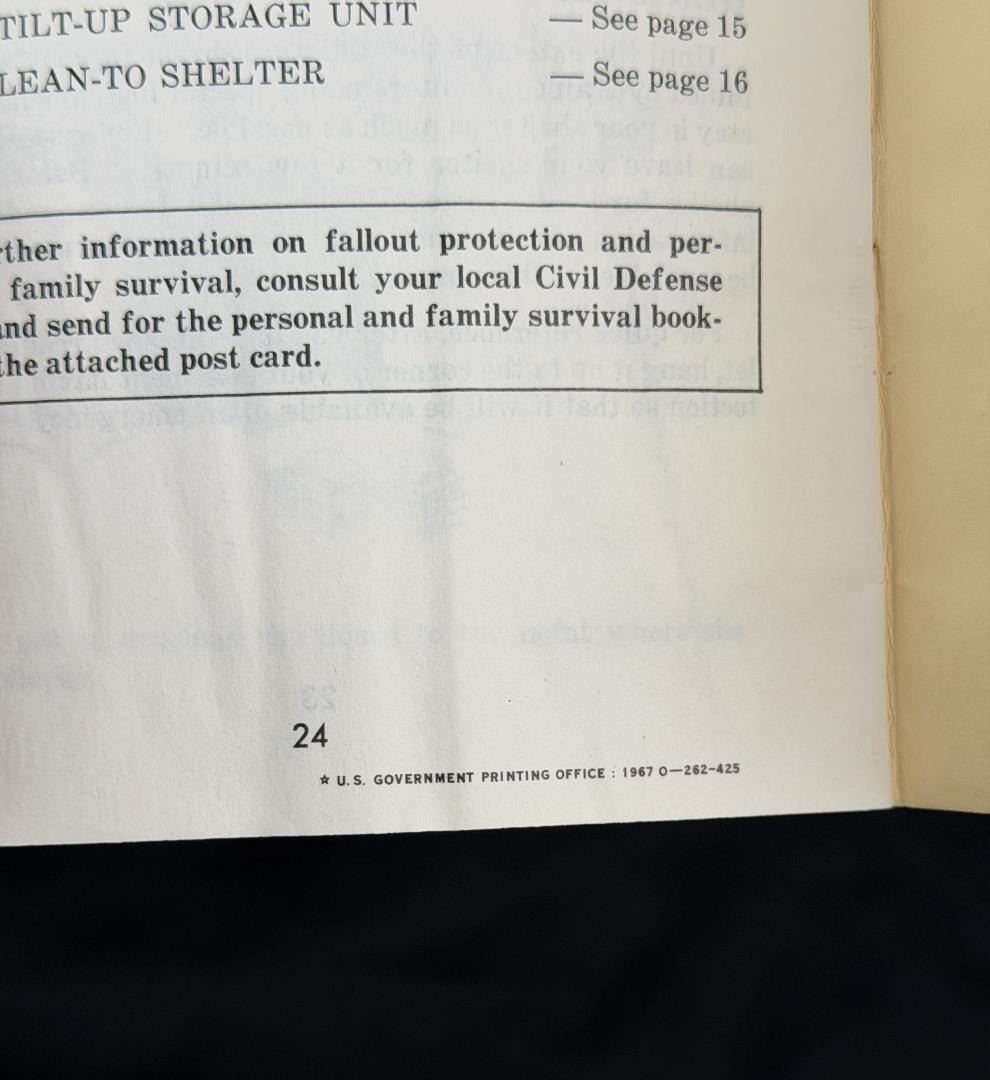 TILT-UP STORAGE UNIT — See page 15
LEAN-TO SHELTER — See page 16
information on fallout protection and per-
family survival, consult your local Civil Defense
send for the personal and family survival book-
the attached post card.
24
☆ U.S. GOVERNMENT PRINTING OFFICE : 1967 O—262-425